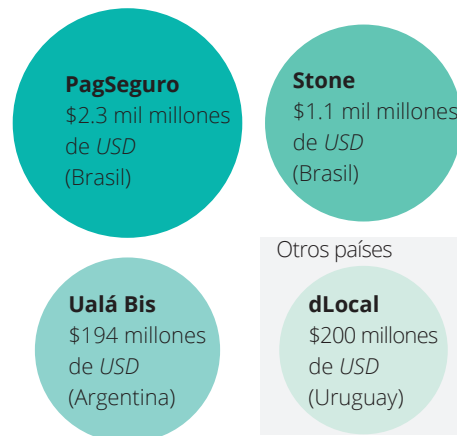 PagSeguro
$2.3 mil millones
de USD
(Brasil)
Stone
$1.1 mil millones
de USD
(Brasil)
Ualá Bis
$194 millones
de USD
(Argentina)
Otros países
dLocal
$200 millones
de USD
(Uruguay)